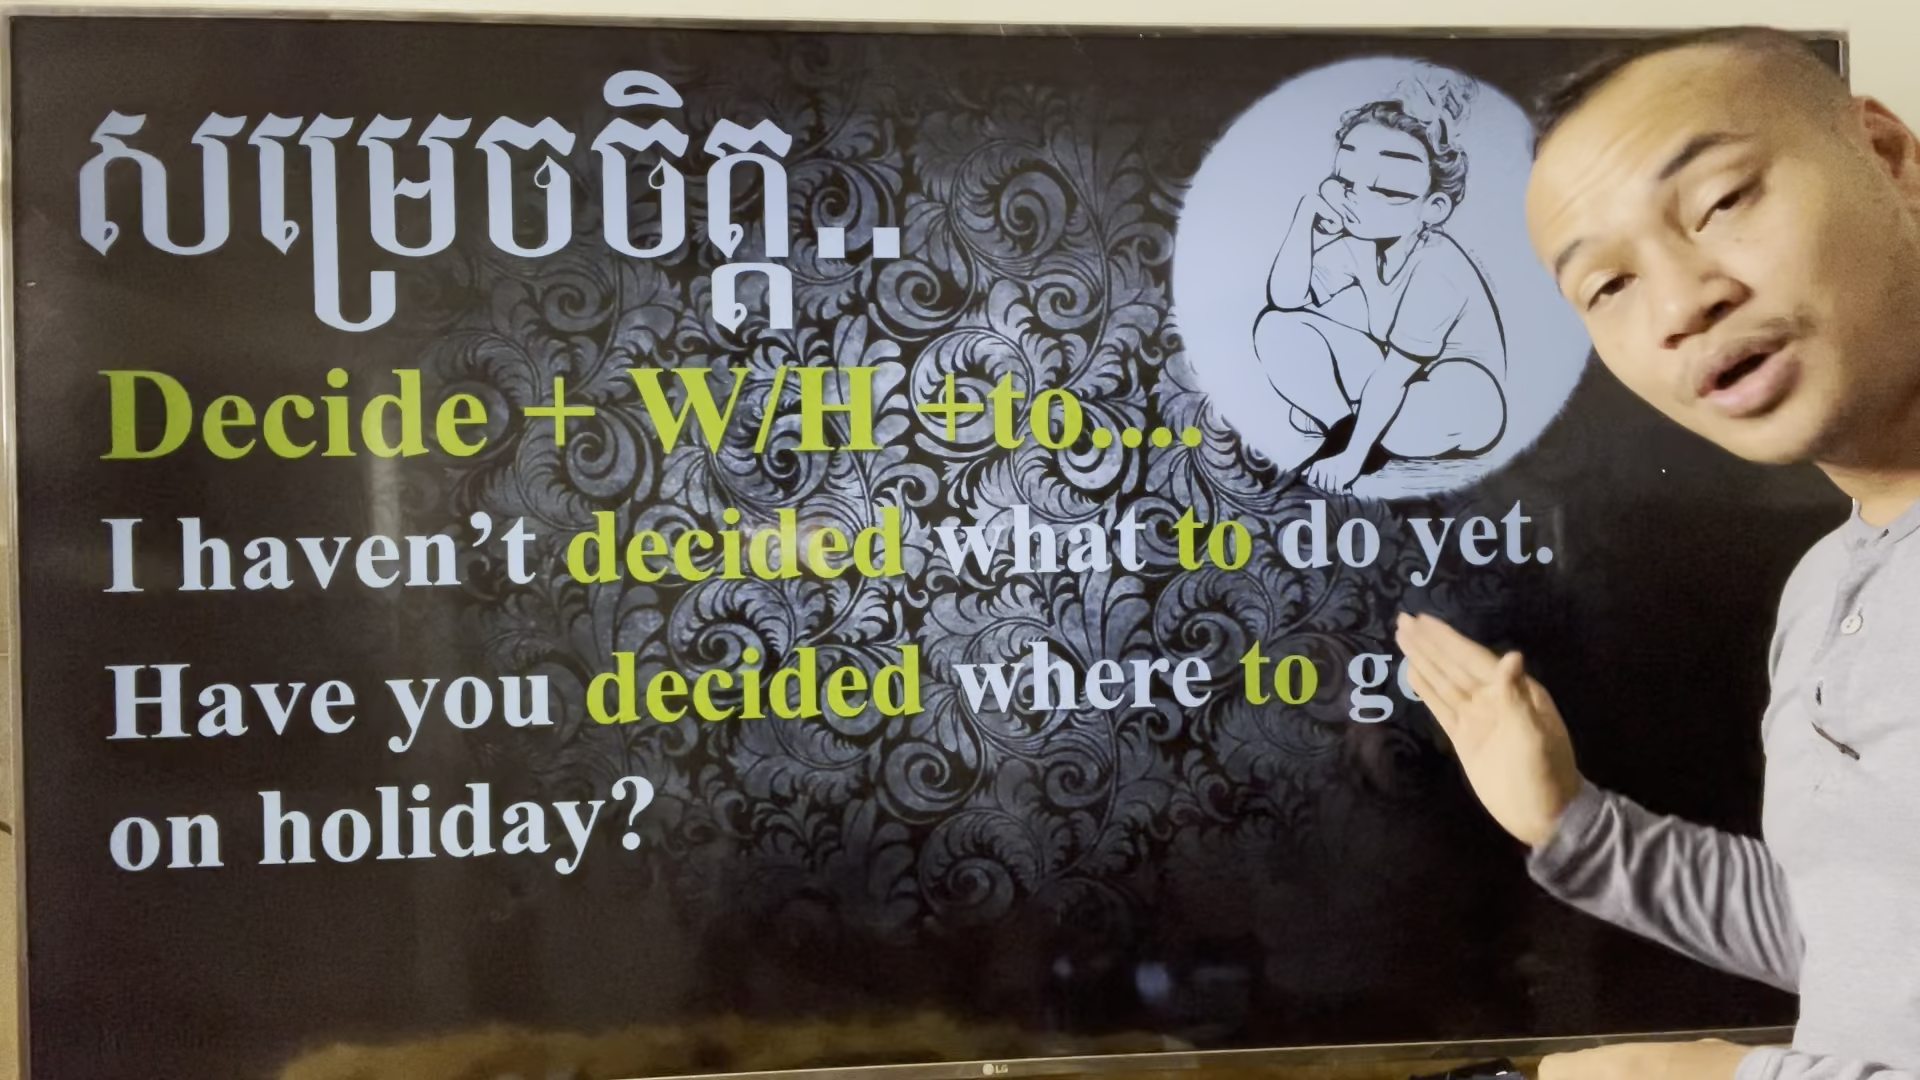 សម្រេចចិត្ត..
Decide + W/H +to....
I haven’t decided what to do yet.
Have you decided where to
on holiday?
LG